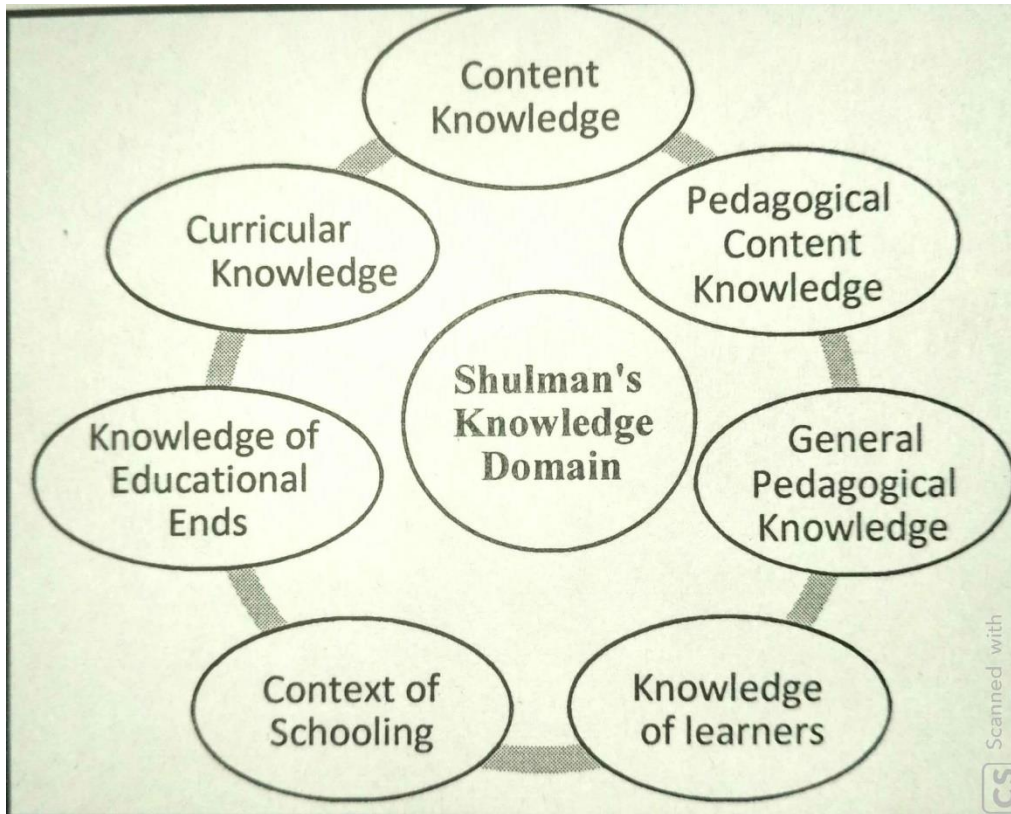 Content
Knowledge
Pedagogical
Content
Knowledge
General
Pedagogical
Knowledge
Knowledge
of learners
Context of
Schooling
Knowledge of
Educational
Ends
Curricular
Knowledge
Shulman's
Knowledge
Domain
CS Scanned with